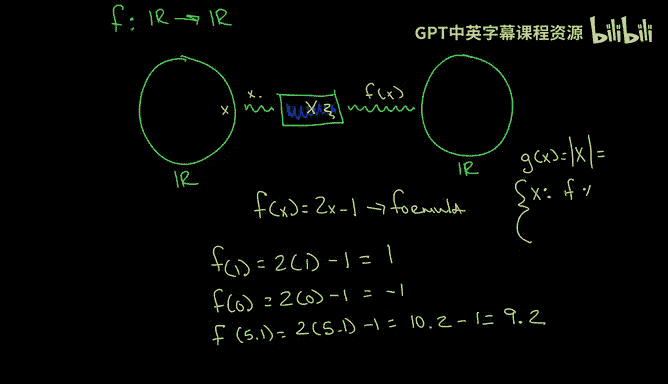 f: ℝ → ℝ
GPT中英字幕课程资源 bilibili
x x. f(x)
ℝ ℝ
g(x)=|x|=
{x: f
f(x)=2x-1 → formula
f(1)=2(1)-1=1
f(0)=2(0)-1=-1
f(5.1)=2(5.1)-1=10.2-1=9.2